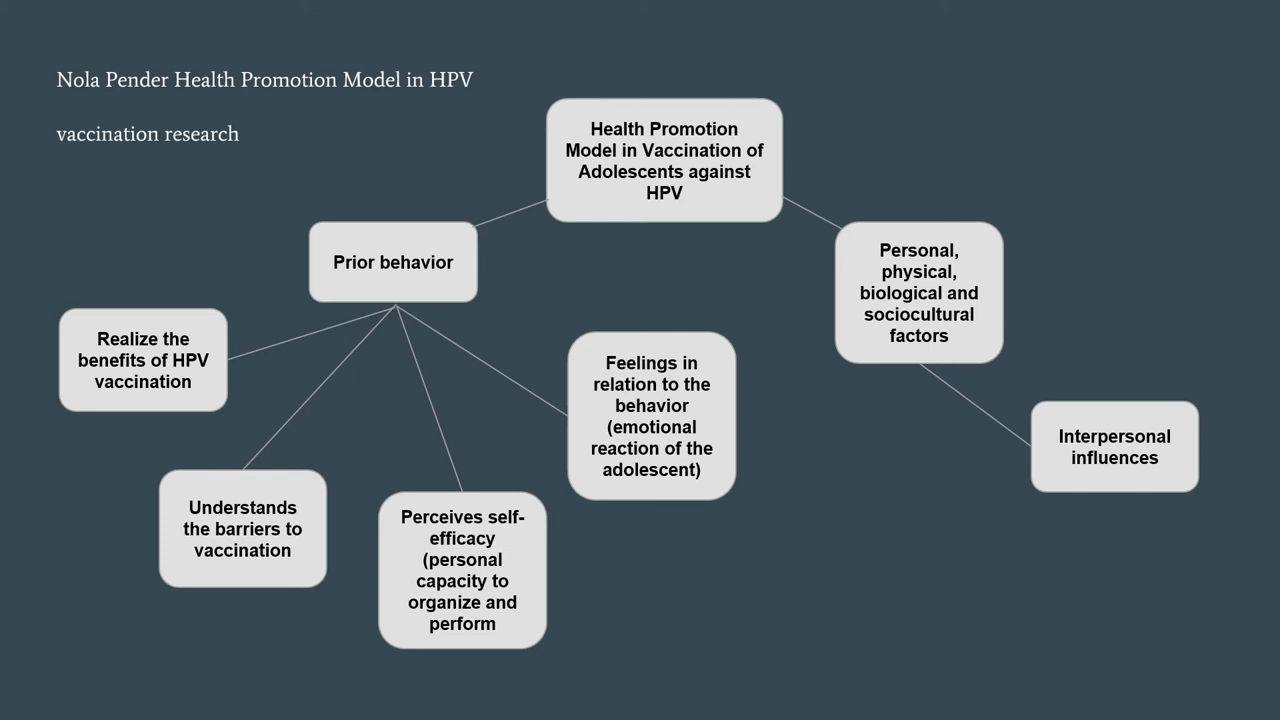 Nola Pender Health Promotion Model in HPV
vaccination research
Health Promotion
Model in Vaccination of
Adolescents against
HPV
Prior behavior
Personal,
physical,
biological and
sociocultural
factors
Realize the
benefits of HPV
vaccination
Feelings in
relation to the
behavior
(emotional
reaction of the
adolescent)
Interpersonal
influences
Understands
the barriers to
vaccination
Perceives self-
efficacy
(personal
capacity to
organize and
perform